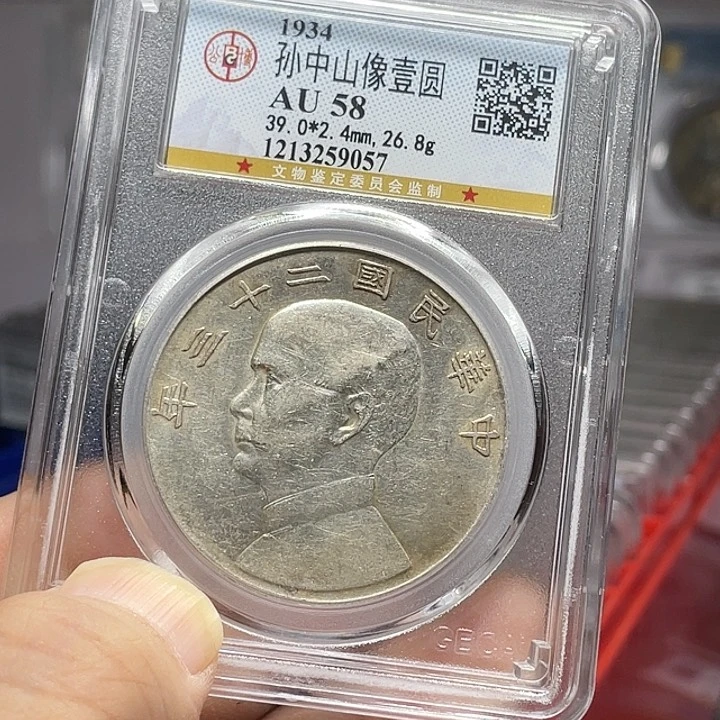 1934
孙中山像壹圆
AU 58
39.0*2.4mm, 26.8g
1213259057
文物鉴定委员会监制
中華民國二十三年